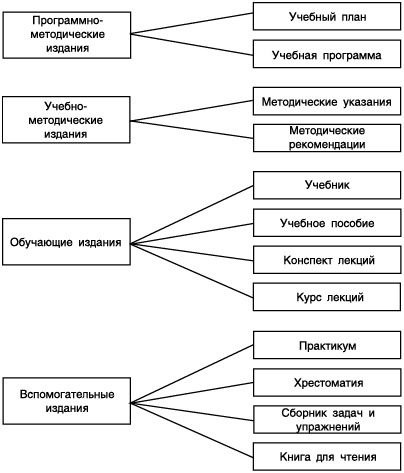 Программно-
методические
издания
Учебный план
Учебная программа
Учебно-
методические
издания
Методические указания
Методические
рекомендации
Обучающие издания
Учебник
Учебное пособие
Конспект лекций
Курс лекций
Вспомогательные
издания
Практикум
Хрестоматия
Сборник задач и
упражнений
Книга для чтения